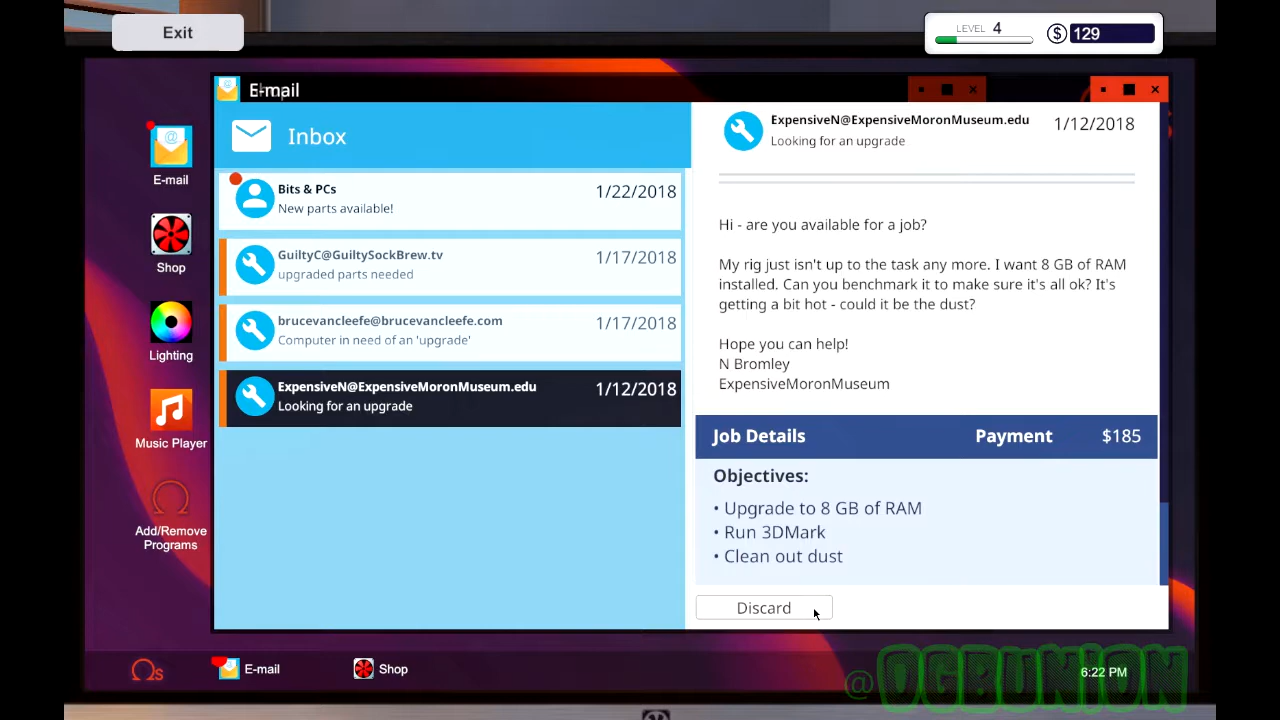 Exit
LEVEL 4
$ 129
E-mail
Inbox
ExpensiveN@ExpensiveMoronMuseum.edu
1/12/2018
Looking for an upgrade
E-mail
Shop
Lighting
Music Player
Add/Remove
Programs
Bits & PCs
1/22/2018
New parts available!
GuiltyC@GuiltySockBrew.tv
1/17/2018
upgraded parts needed
brucevancleefe@brucevancleefe.com
1/17/2018
Computer in need of an 'upgrade'
ExpensiveN@ExpensiveMoronMuseum.edu
1/12/2018
Looking for an upgrade
Hi - are you available for a job?
My rig just isn't up to the task any more. I want 8 GB of RAM
installed. Can you benchmark it to make sure it's all ok? It's
getting a bit hot - could it be the dust?
Hope you can help!
N Bromley
ExpensiveMoronMuseum
Job Details Payment $185
Objectives:
• Upgrade to 8 GB of RAM
• Run 3DMark
• Clean out dust
Discard
Ωs
E-mail
Shop
6:22 PM
@OGBUNION